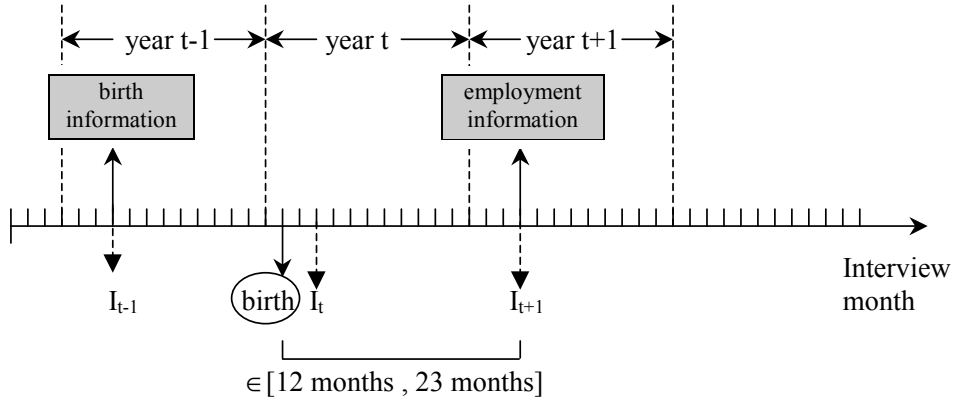 year t-1
year t
year t+1
birth
information
employment
information
I_{t-1}
birth
I_t
I_{t+1}
Interview
month
∈[12 months , 23 months]